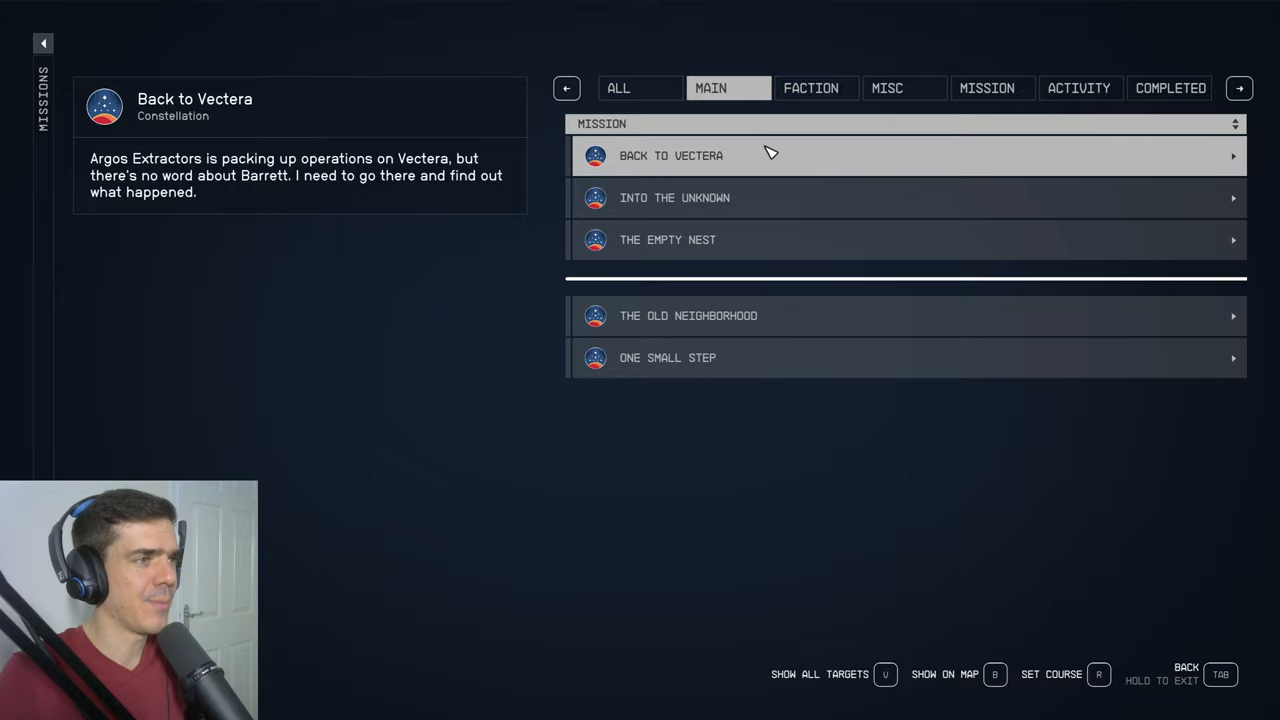 MISSIONS
Back to Vectera
Constellation
Argos Extractors is packing up operations on Vectera, but
there's no word about Barrett. I need to go there and find out
what happened.
ALL MAIN FACTION MISC MISSION ACTIVITY COMPLETED
MISSION
BACK TO VECTERA
INTO THE UNKNOWN
THE EMPTY NEST
THE OLD NEIGHBORHOOD
ONE SMALL STEP
SHOW ALL TARGETS V SHOW ON MAP B SET COURSE R BACK TAB
HOLD TO EXIT